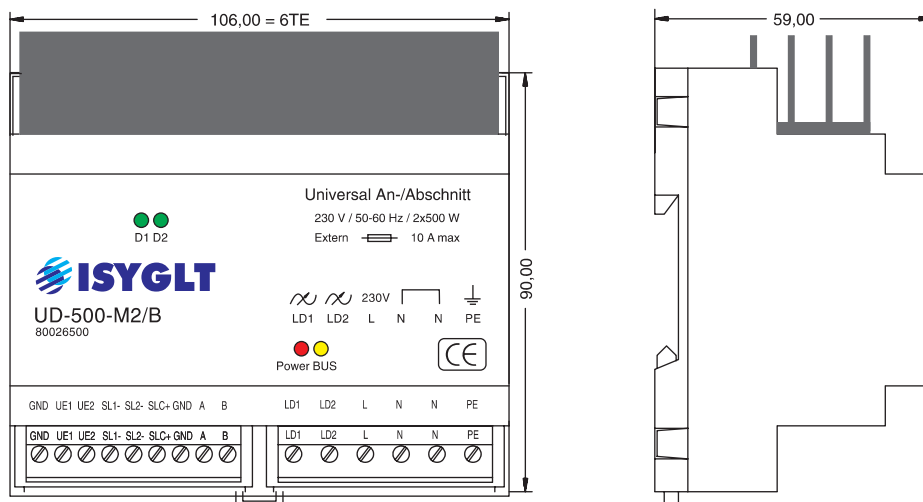 106,00 = 6TE
59,00
Universal An-/Abschnitt
230 V / 50-60 Hz / 2x500 W
Extern 10 A max
D1 D2
ISYGLT
90,00
UD-500-M2/B
80026500
230V
LD1 LD2 L N N PE
Power BUS
CE
GND UE1 UE2 SL1- SL2- SLC+ GND A B LD1 LD2 L N N PE
GND UE1 UE2 SL1- SL2- SLC+ GND A B LD1 LD2 L N N PE